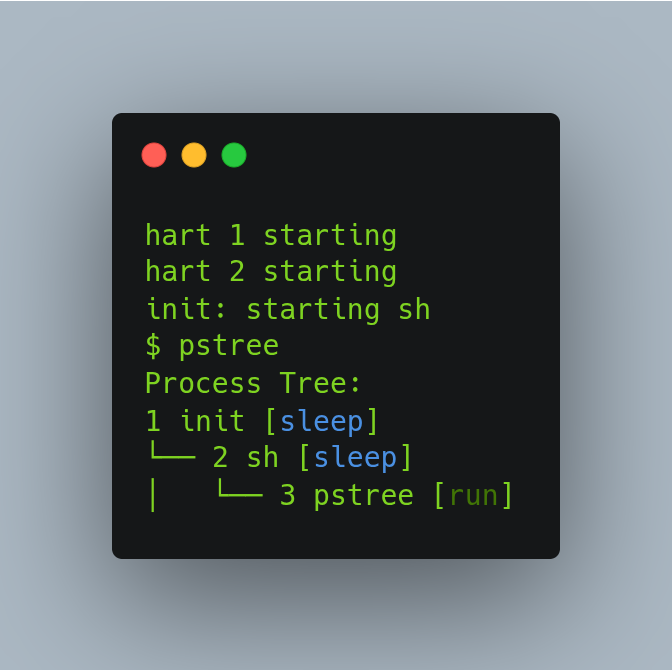 hart 1 starting
hart 2 starting
init: starting sh
$ pstree
Process Tree:
1 init [sleep]
└── 2 sh [sleep]
│   └── 3 pstree [run]